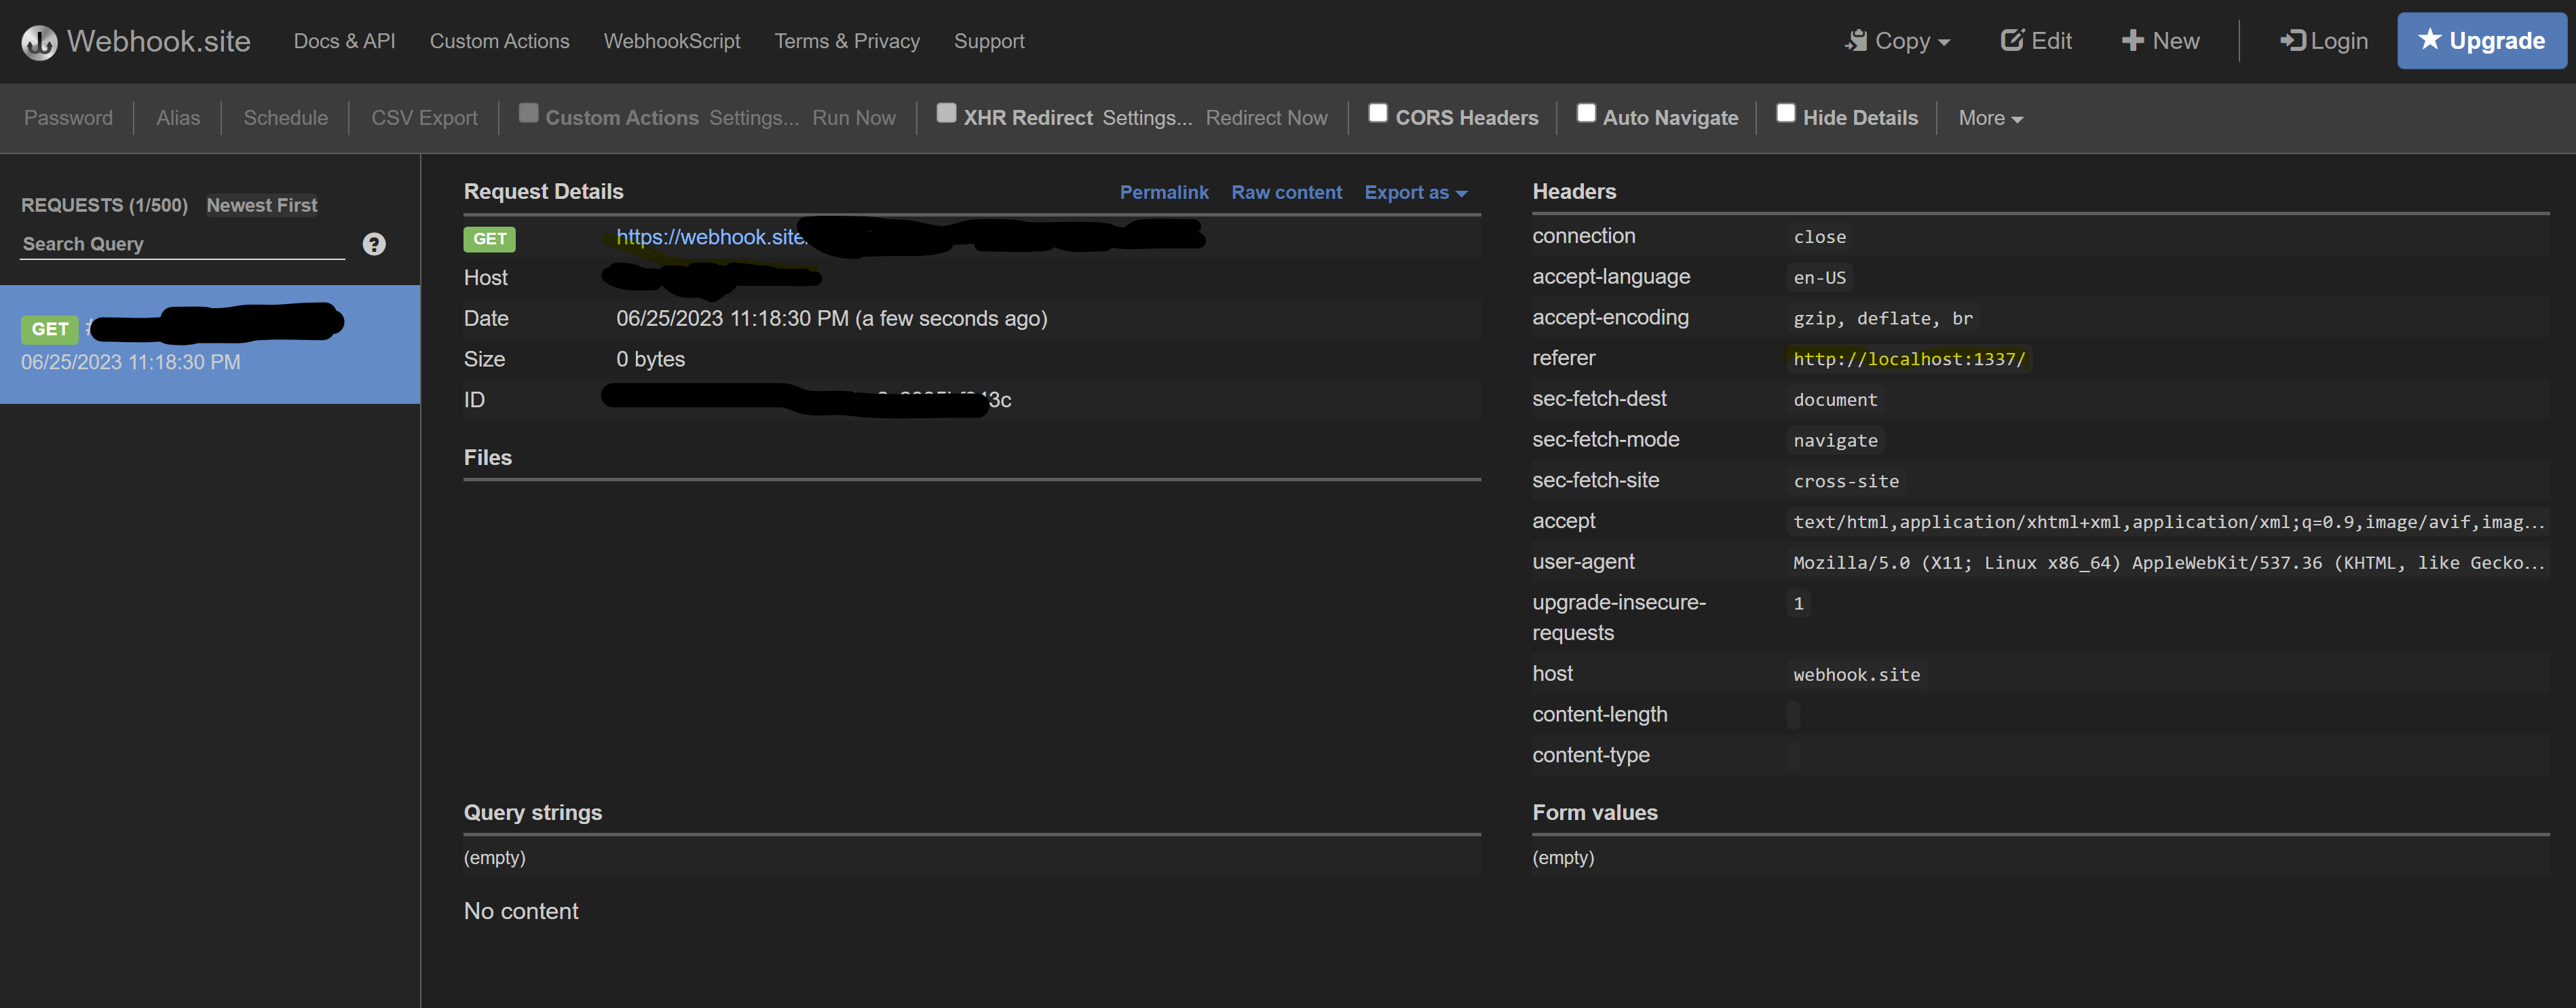 Webhook.site Docs & API Custom Actions WebhookScript Terms & Privacy Support Copy Edit New Login Upgrade
Password Alias Schedule CSV Export Custom Actions Settings... Run Now XHR Redirect Settings... Redirect Now CORS Headers Auto Navigate Hide Details More
REQUESTS (1/500) Newest First
Search Query
GET
06/25/2023 11:18:30 PM
Request Details Permalink Raw content Export as
GET https://webhook.site
Host
Date 06/25/2023 11:18:30 PM (a few seconds ago)
Size 0 bytes
ID 3c
Files
Query strings
(empty)
No content
Headers
connection close
accept-language en-US
accept-encoding gzip, deflate, br
referer http://localhost:1337/
sec-fetch-dest document
sec-fetch-mode navigate
sec-fetch-site cross-site
accept text/html,application/xhtml+xml,application/xml;q=0.9,image/avif,imag...
user-agent Mozilla/5.0 (X11; Linux x86_64) AppleWebKit/537.36 (KHTML, like Gecko...
upgrade-insecure-
requests 1
host webhook.site
content-length
content-type
Form values
(empty)